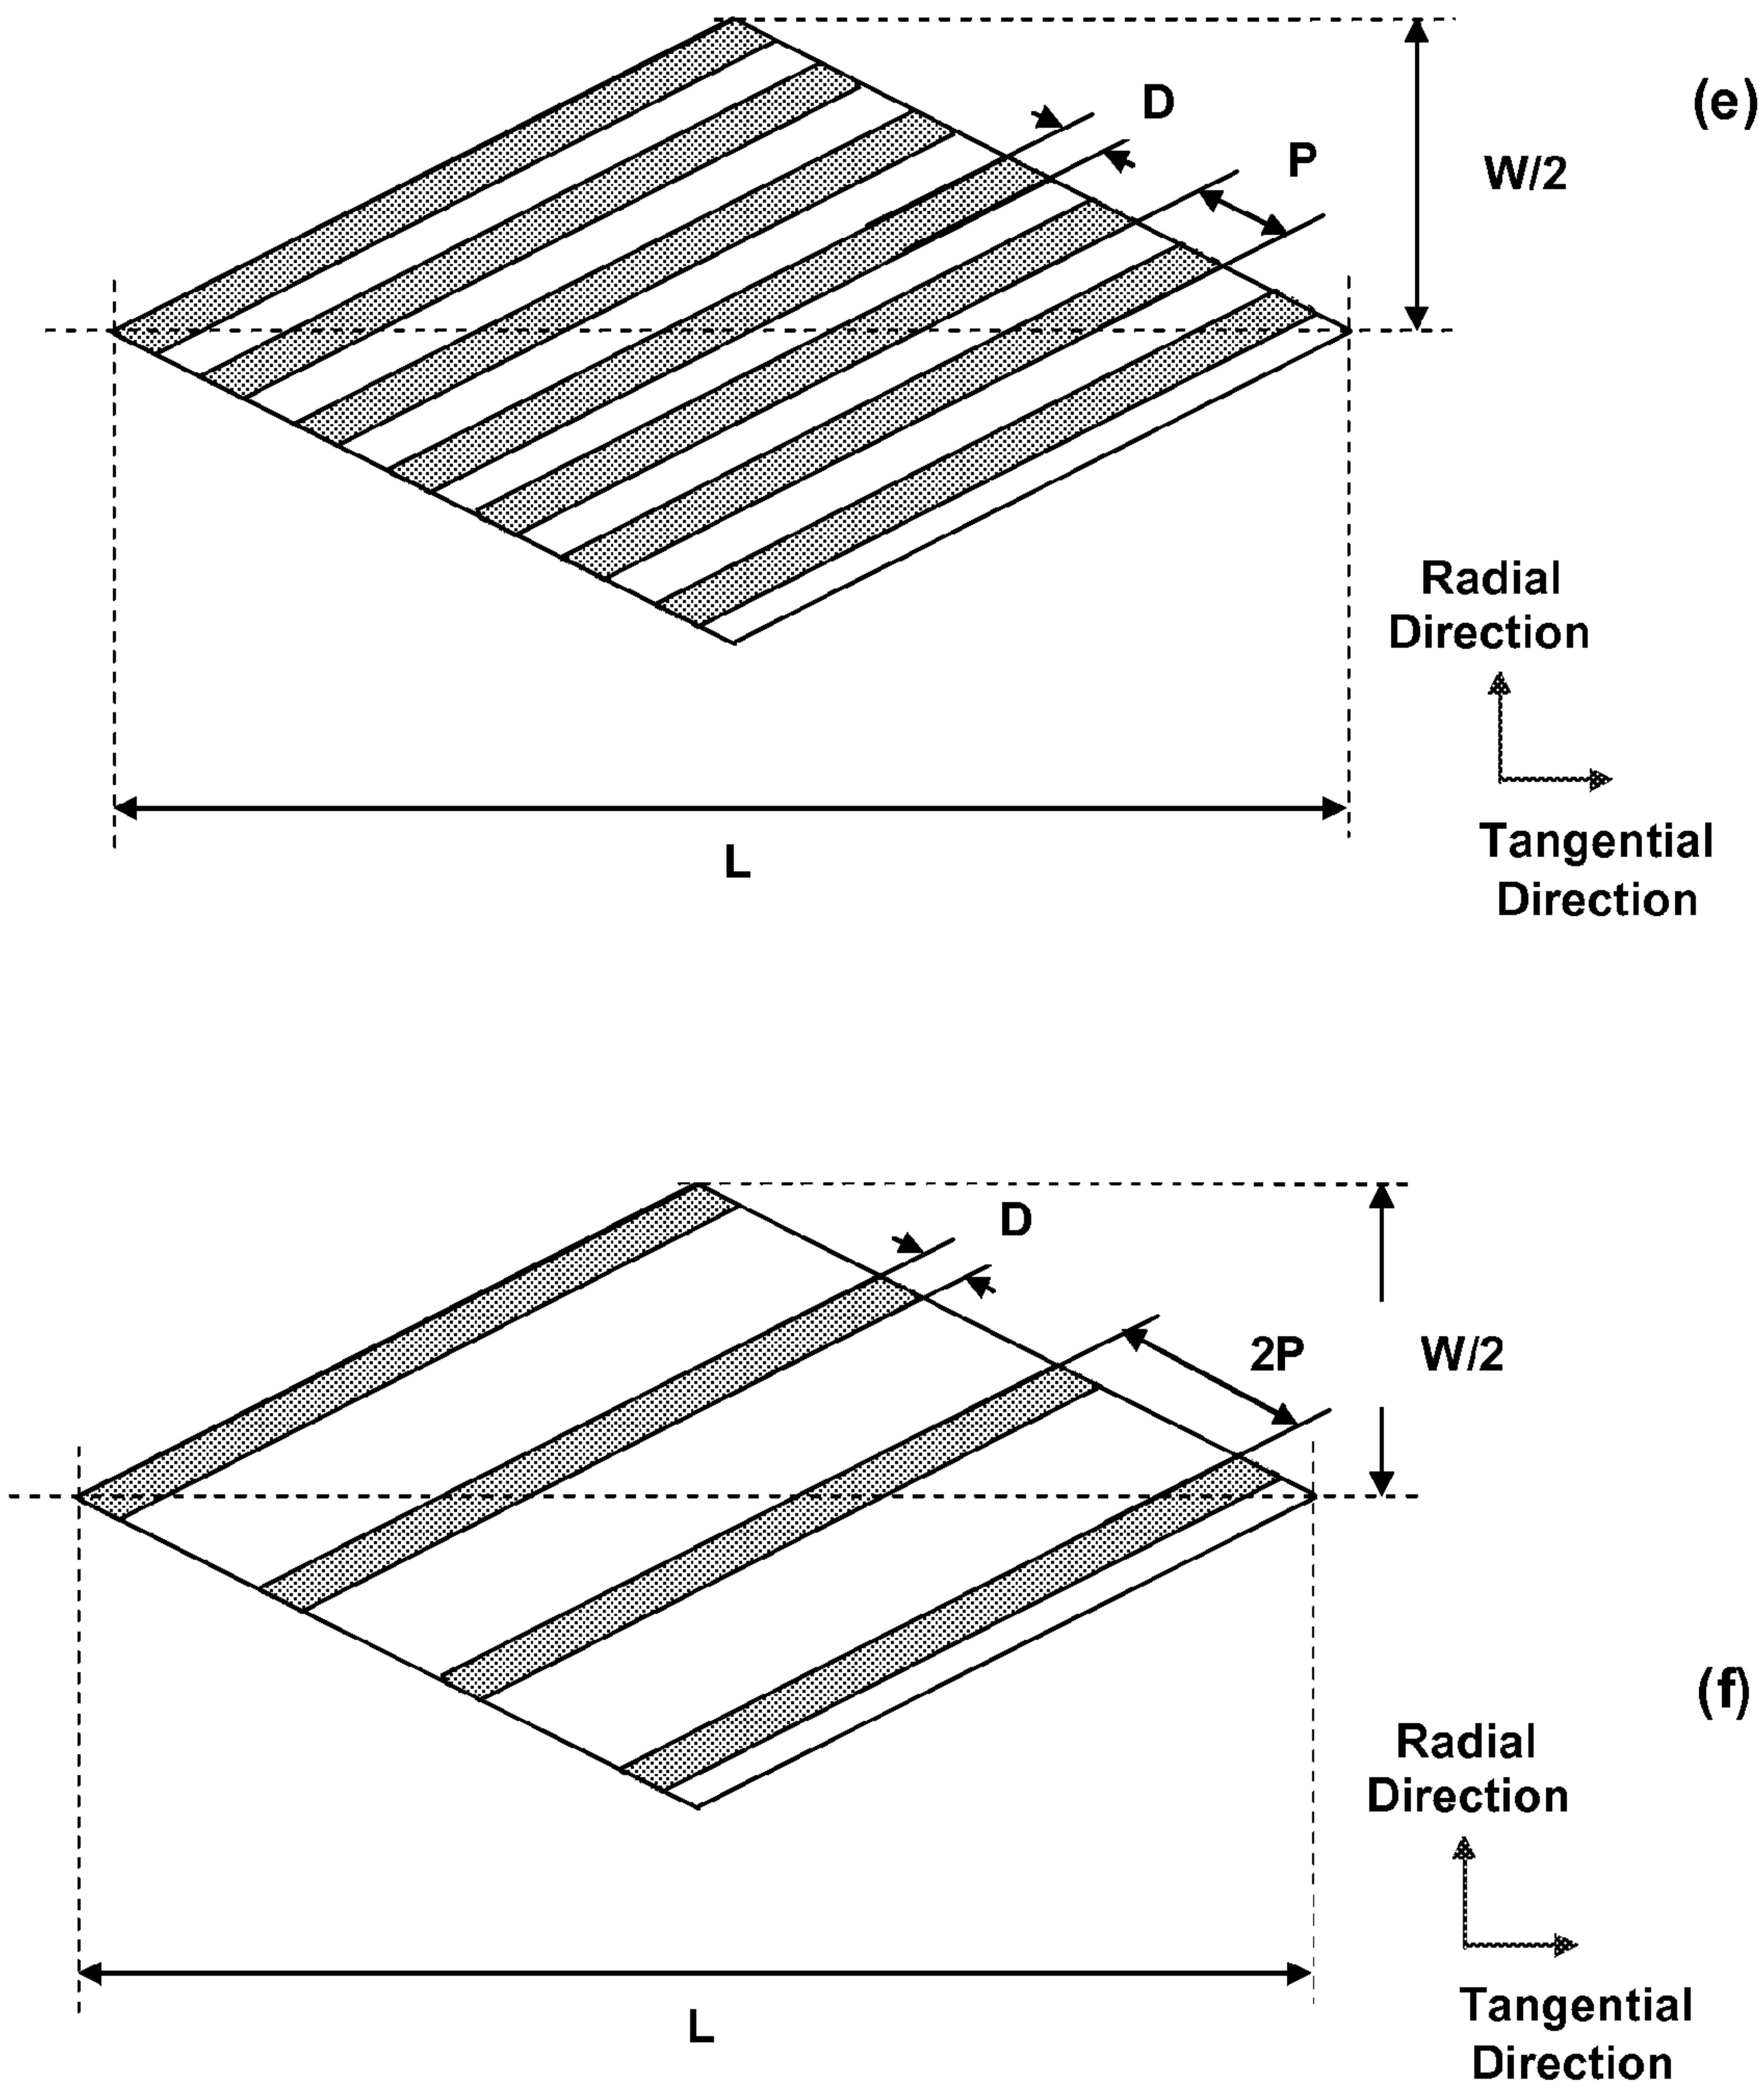 D
(e)
P
W/2
Radial
Direction
L
Tangential
Direction
D
2P
W/2
(f)
Radial
Direction
L
Tangential
Direction